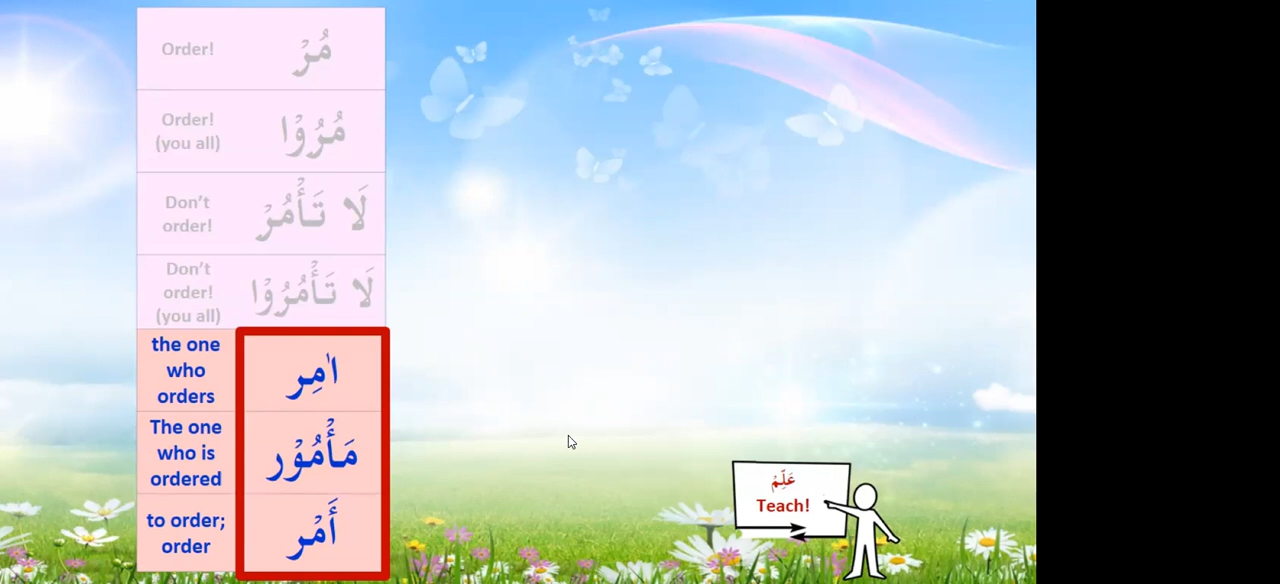 Order! مُرْ
Order!
(you all) مُرُوْا
Don't
order! لَا تَأْمُرْ
Don't
order!
(you all) لَا تَأْمُرُوْا
the one
who
orders اٰمِر
The one
who is
ordered مَأْمُوْر
to order;
order أَمْر
عَلِّمْ
Teach!